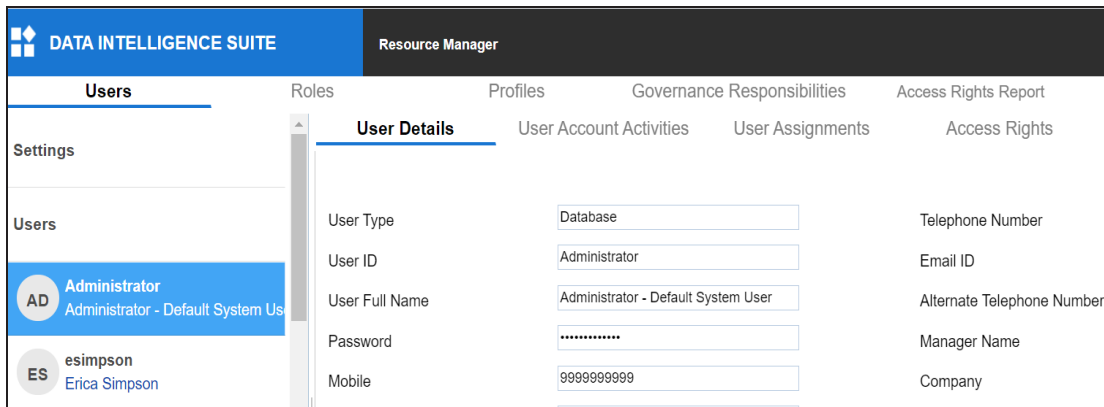 DATA INTELLIGENCE SUITE Resource Manager
Users Roles Profiles Governance Responsibilities Access Rights Report
User Details User Account Activities User Assignments Access Rights
Settings
Users
Administrator
AD
Administrator - Default System Us
esimpson
ES
Erica Simpson
User Type Database Telephone Number
User ID Administrator Email ID
User Full Name Administrator - Default System User Alternate Telephone Number
Password ••••••••••••• Manager Name
Mobile 9999999999 Company